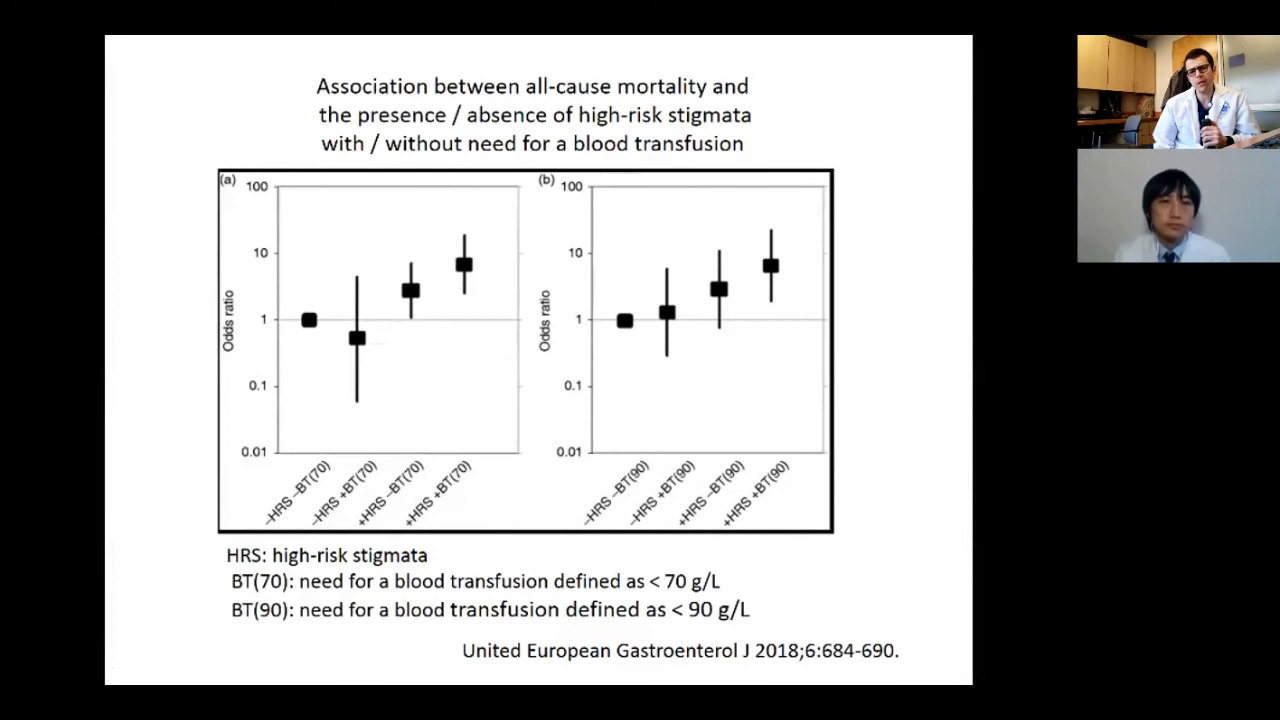 Association between all-cause mortality and
the presence / absence of high-risk stigmata
with / without need for a blood transfusion
(a)
100
10
1
0.1
0.01
Odds ratio
−HRS −BT(70)
−HRS +BT(70)
+HRS −BT(70)
+HRS +BT(70)
(b)
100
10
1
0.1
0.01
Odds ratio
−HRS −BT(90)
−HRS +BT(90)
+HRS −BT(90)
+HRS +BT(90)
HRS: high-risk stigmata
BT(70): need for a blood transfusion defined as < 70 g/L
BT(90): need for a blood transfusion defined as < 90 g/L
United European Gastroenterol J 2018;6:684-690.